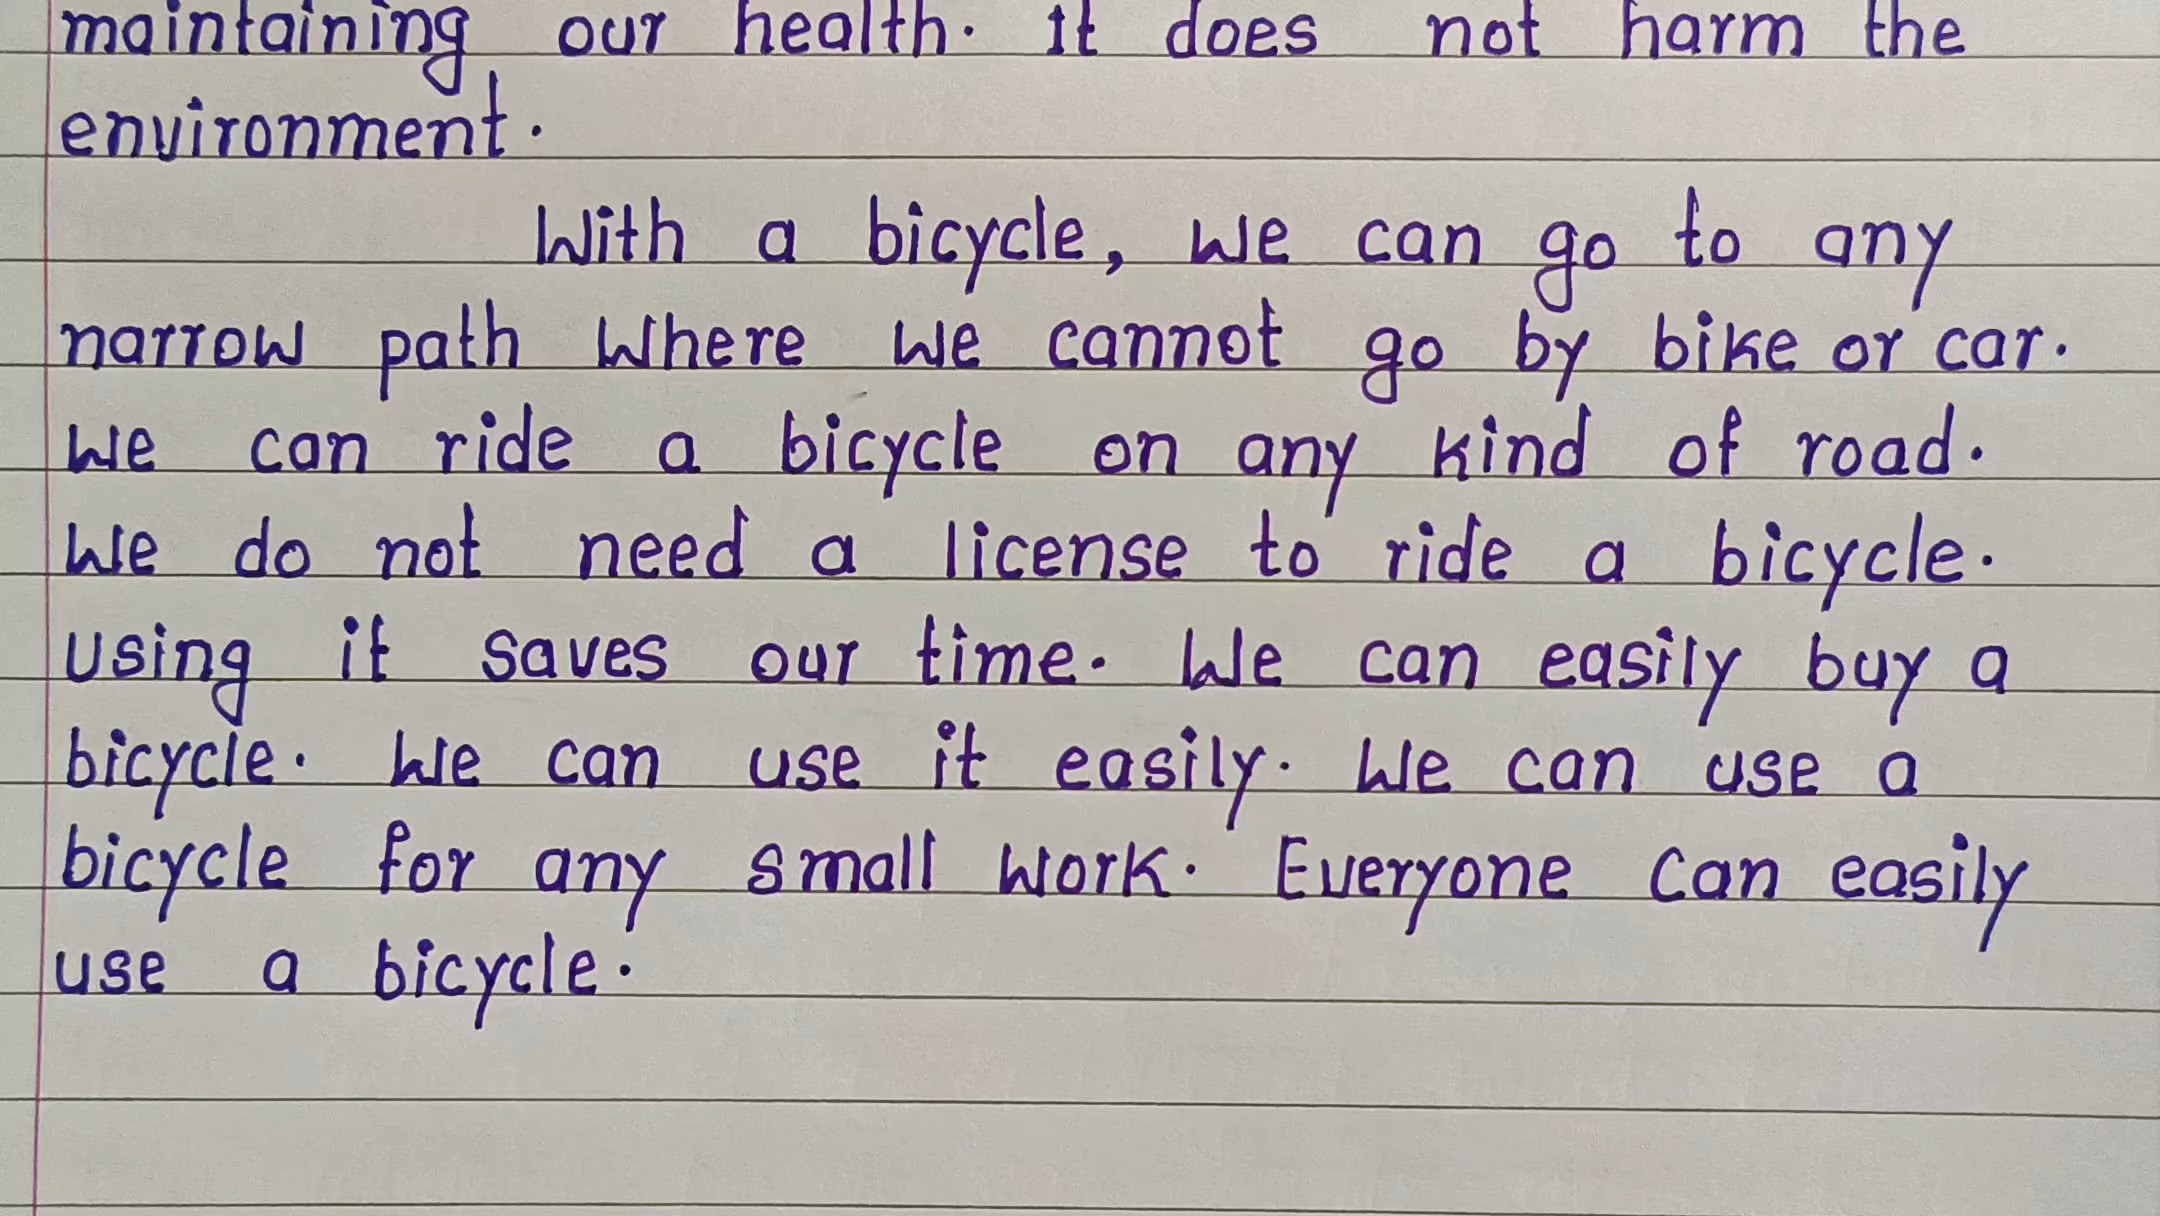 maintaining our health. It does not harm the
environment.
With a bicycle, we can go to any
narrow path where we cannot go by bike or car.
We can ride a bicycle on any kind of road.
We do not need a license to ride a bicycle.
using it saves our time. We can easily buy a
bicycle. We can use it easily. We can use a
bicycle for any small work. Everyone can easily
use a bicycle.